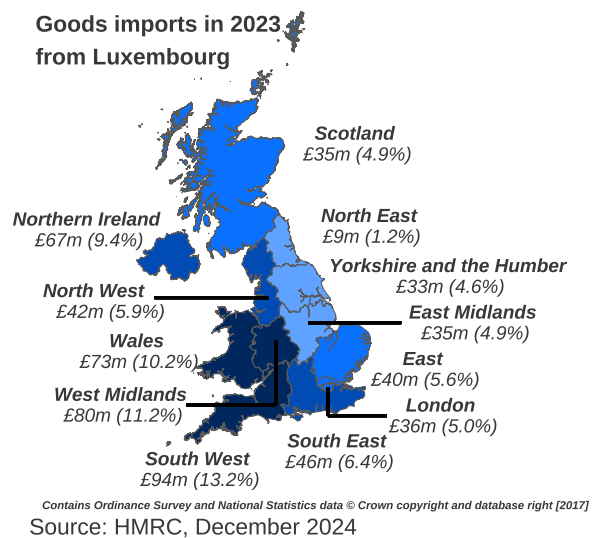 Goods imports in 2023
from Luxembourg
Scotland
£35m (4.9%)
Northern Ireland
£67m (9.4%)
North East
£9m (1.2%)
Yorkshire and the Humber
£33m (4.6%)
North West
£42m (5.9%)
East Midlands
£35m (4.9%)
Wales
£73m (10.2%)
East
£40m (5.6%)
West Midlands
£80m (11.2%)
London
£36m (5.0%)
South East
£46m (6.4%)
South West
£94m (13.2%)
Contains Ordinance Survey and National Statistics data © Crown copyright and database right [2017]
Source: HMRC, December 2024